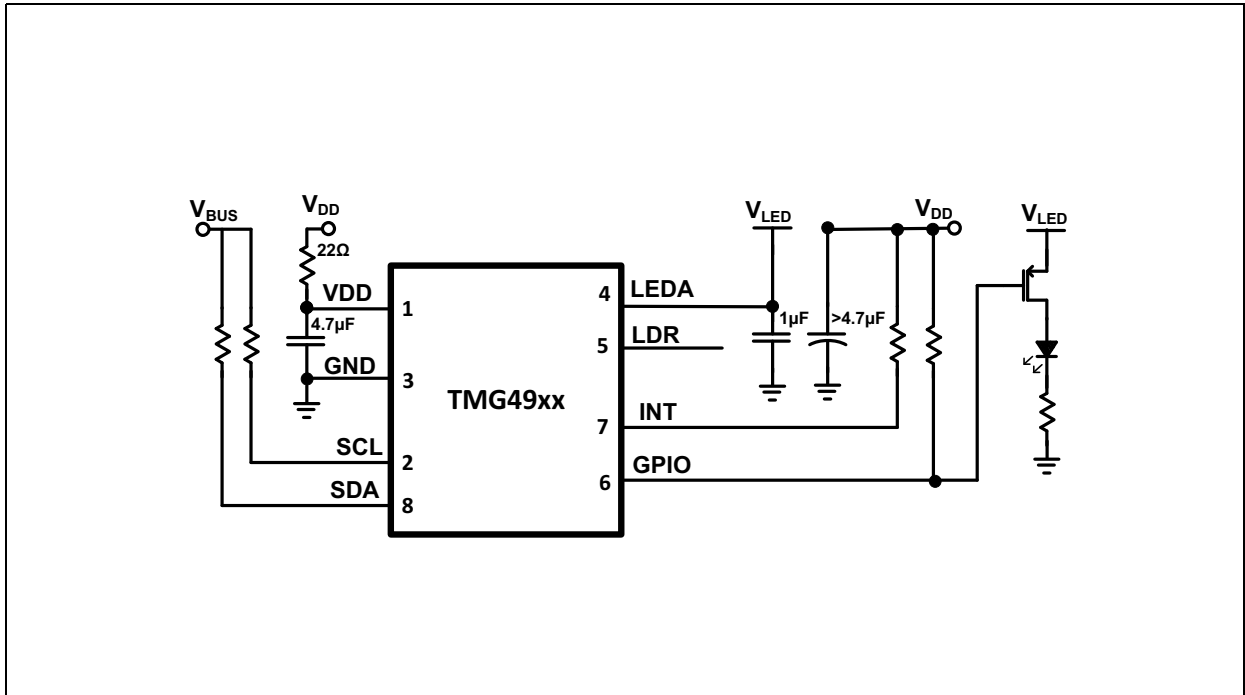 VBUS
VDD
22Ω
VDD
1
4.7µF
GND
3
SCL
2
SDA
8
TMG49xx
VLED
4
LEDA
1µF
>4.7µF
5
LDR
7
INT
6
GPIO
VDD
VLED